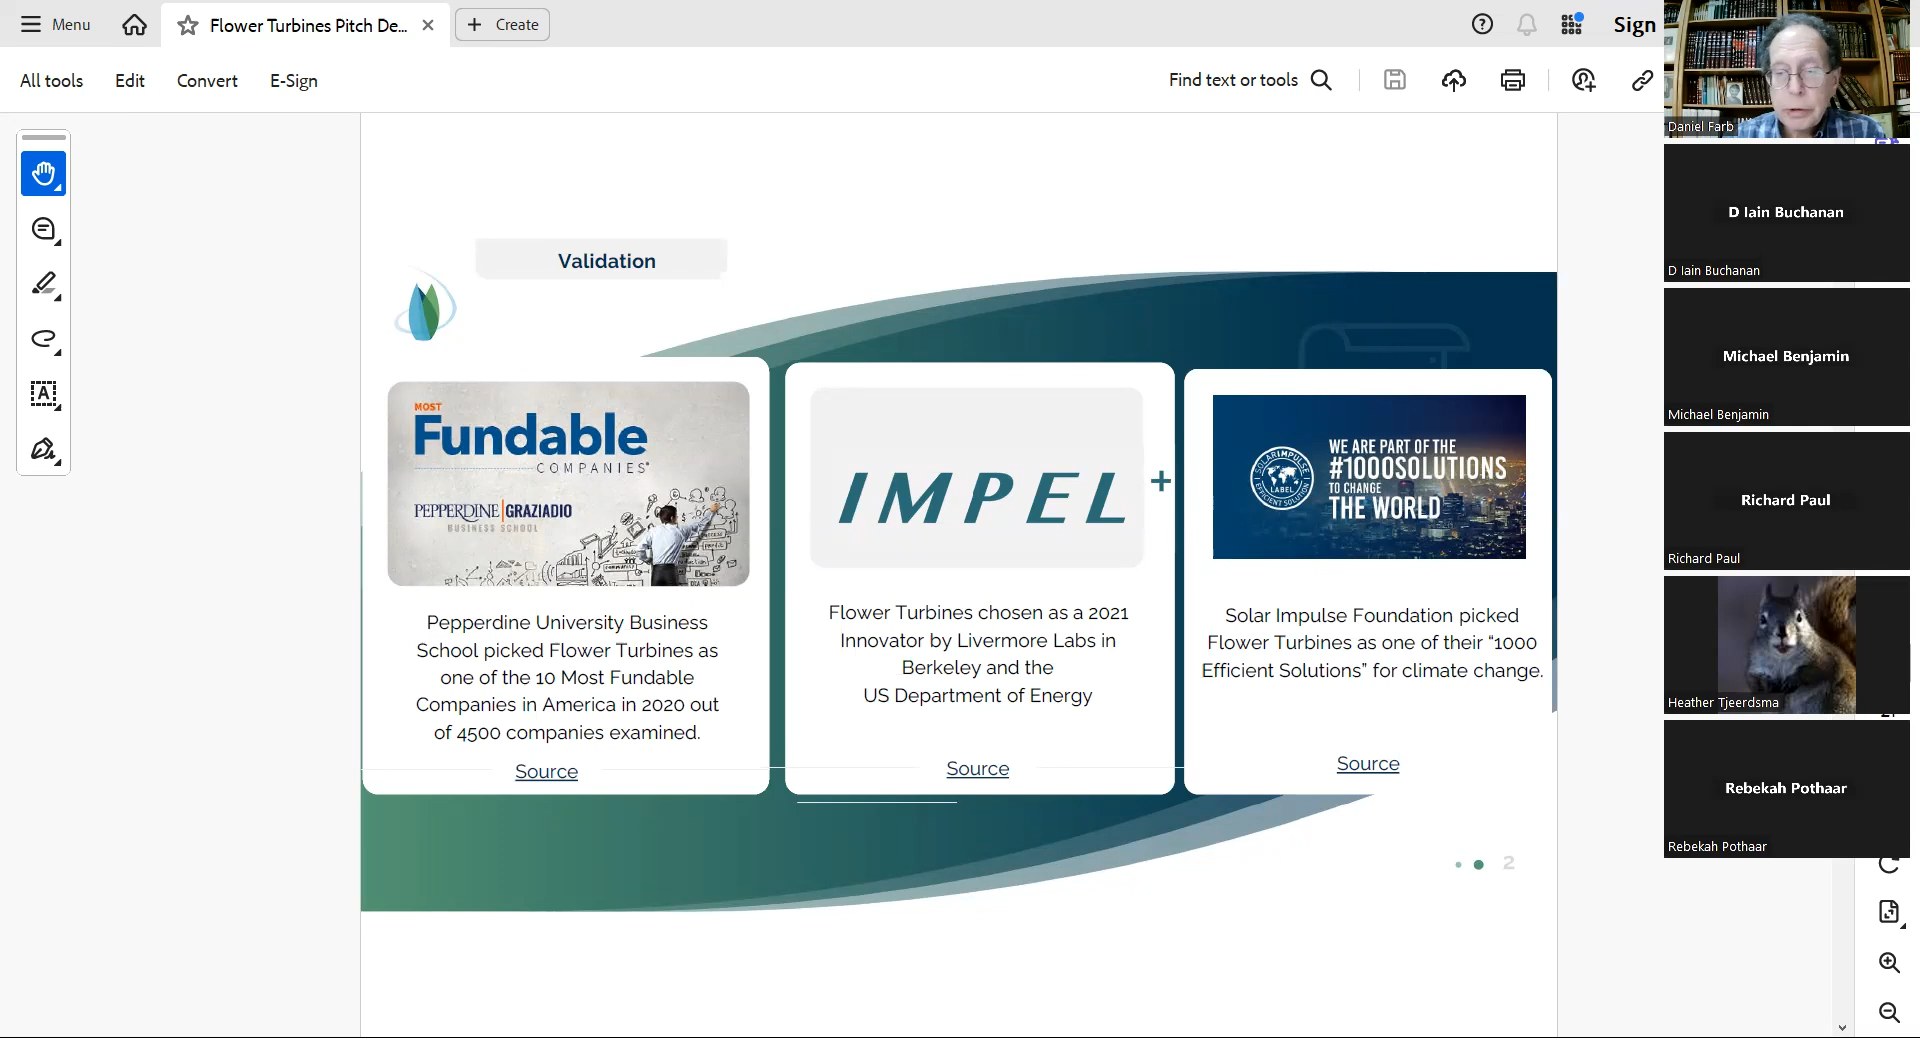 Menu
Flower Turbines Pitch De...
Create
Sign
All tools
Edit
Convert
E-Sign
Find text or tools
Validation
MOST
Fundable
COMPANIES
PEPPERDINE GRAZIADIO
BUSINESS SCHOOL
Pepperdine University Business
School picked Flower Turbines as
one of the 10 Most Fundable
Companies in America in 2020 out
of 4500 companies examined.
Source
IMPEL+
Flower Turbines chosen as a 2021
Innovator by Livermore Labs in
Berkeley and the
US Department of Energy
Source
SOLARIMPULSE
LABEL
EFFICIENT SOLUTION
WE ARE PART OF THE
#1000SOLUTIONS
TO CHANGE
THE WORLD
Solar Impulse Foundation picked
Flower Turbines as one of their “1000
Efficient Solutions” for climate change.
Source
2
Daniel Farb
D Iain Buchanan
D Iain Buchanan
Michael Benjamin
Michael Benjamin
Richard Paul
Richard Paul
Heather Tjeerdsma
Rebekah Pothaar
Rebekah Pothaar